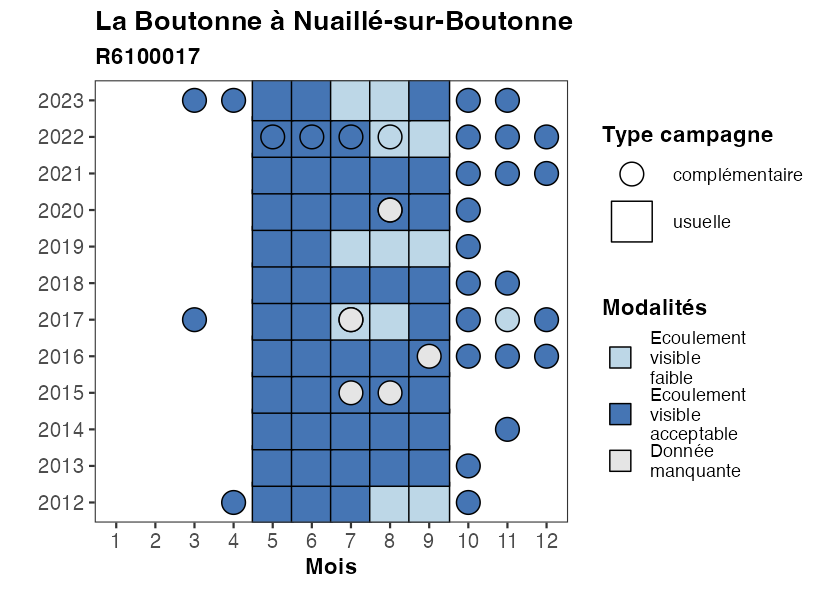 La Boutonne à Nuaillé-sur-Boutonne
R6100017
2023
2022
2021
2020
2019
2018
2017
2016
2015
2014
2013
2012
1 2 3 4 5 6 7 8 9 10 11 12
Mois
Type campagne
complémentaire
usuelle
Modalités
Ecoulement
visible
faible
Ecoulement
visible
acceptable
Donnée
manquante